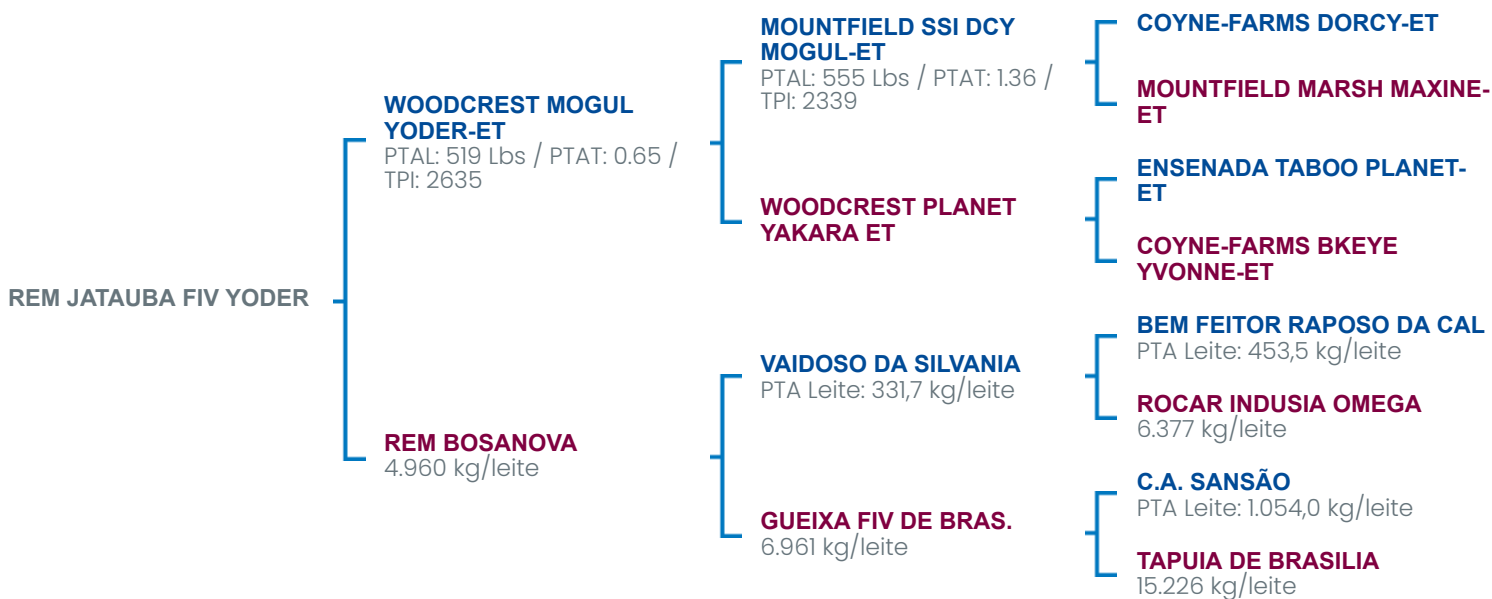 REM JATAUBA FIV YODER
WOODCREST MOGUL
YODER-ET
PTAL: 519 Lbs / PTAT: 0.65 /
TPI: 2635
REM BOSANOVA
4.960 kg/leite
MOUNTFIELD SSI DCY
MOGUL-ET
PTAL: 555 Lbs / PTAT: 1.36 /
TPI: 2339
WOODCREST PLANET
YAKARA ET
VAIDOSO DA SILVANIA
PTA Leite: 331,7 kg/leite
GUEIXA FIV DE BRAS.
6.961 kg/leite
COYNE-FARMS DORCY-ET
MOUNTFIELD MARSH MAXINE-
ET
ENSENADA TABOO PLANET-
ET
COYNE-FARMS BKEYE
YVONNE-ET
BEM FEITOR RAPOSO DA CAL
PTA Leite: 453,5 kg/leite
ROCAR INDUSIA OMEGA
6.377 kg/leite
C.A. SANSÃO
PTA Leite: 1.054,0 kg/leite
TAPUIA DE BRASILIA
15.226 kg/leite